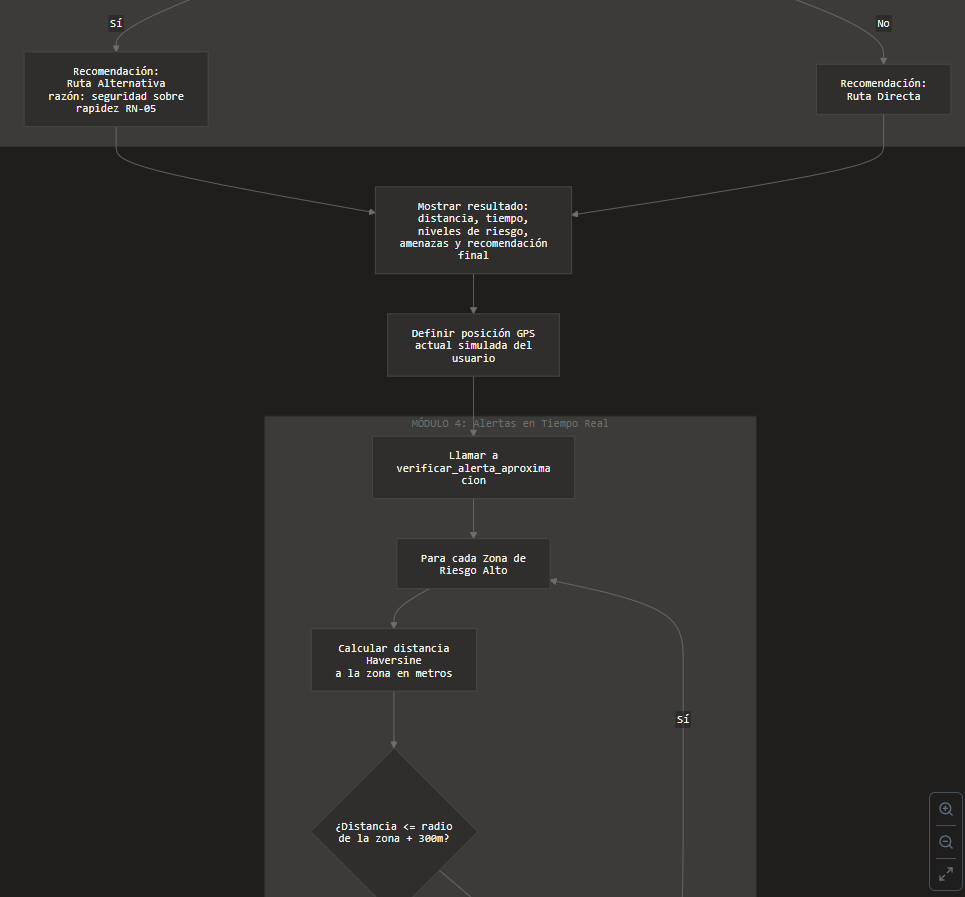 Sí
No
Recomendación:
Ruta Alternativa
razón: seguridad sobre
rapidez RN-05
Recomendación:
Ruta Directa
Mostrar resultado:
distancia, tiempo,
niveles de riesgo,
amenazas y recomendación
final
Definir posición GPS
actual simulada del
usuario
MÓDULO 4: Alertas en Tiempo Real
Llamar a
verificar_alerta_aproxima
cion
Para cada Zona de
Riesgo Alto
Calcular distancia
Haversine
a la zona en metros
Sí
¿Distancia <= radio
de la zona + 300m?